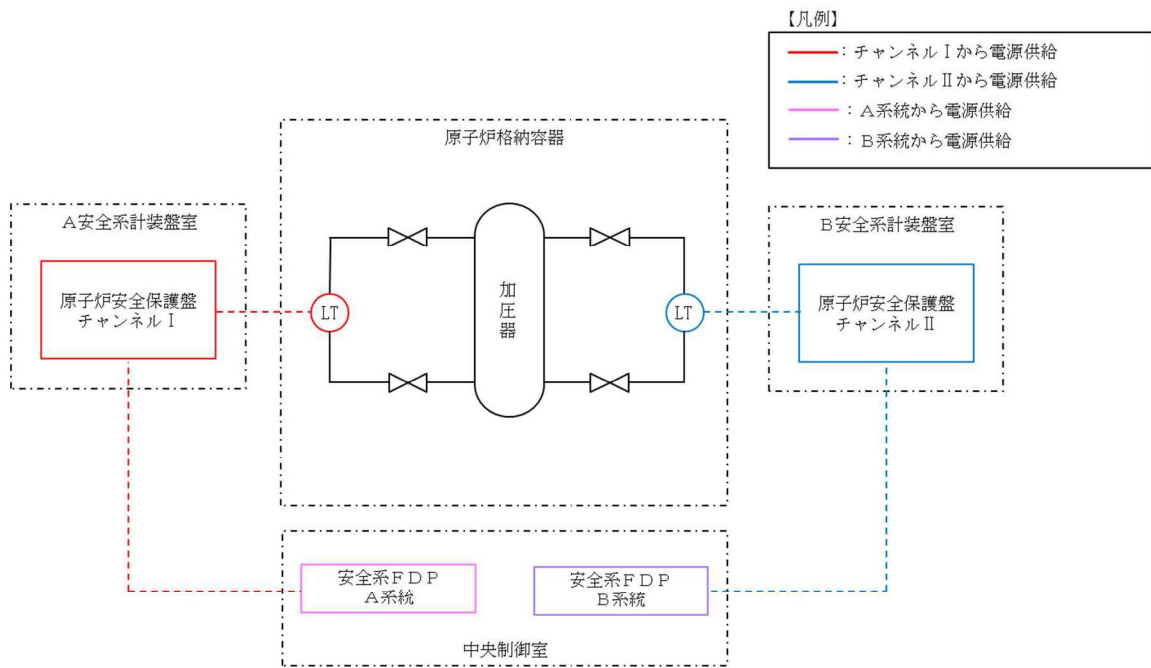 【凡例】
：チャンネルⅠから電源供給
：チャンネルⅡから電源供給
：Ａ系統から電源供給
：Ｂ系統から電源供給
原子炉格納容器
Ａ安全系計装盤室
Ｂ安全系計装盤室
原子炉安全保護盤
チャンネルⅠ
LT
加圧器
LT
原子炉安全保護盤
チャンネルⅡ
安全系ＦＤＰ
Ａ系統
安全系ＦＤＰ
Ｂ系統
中央制御室